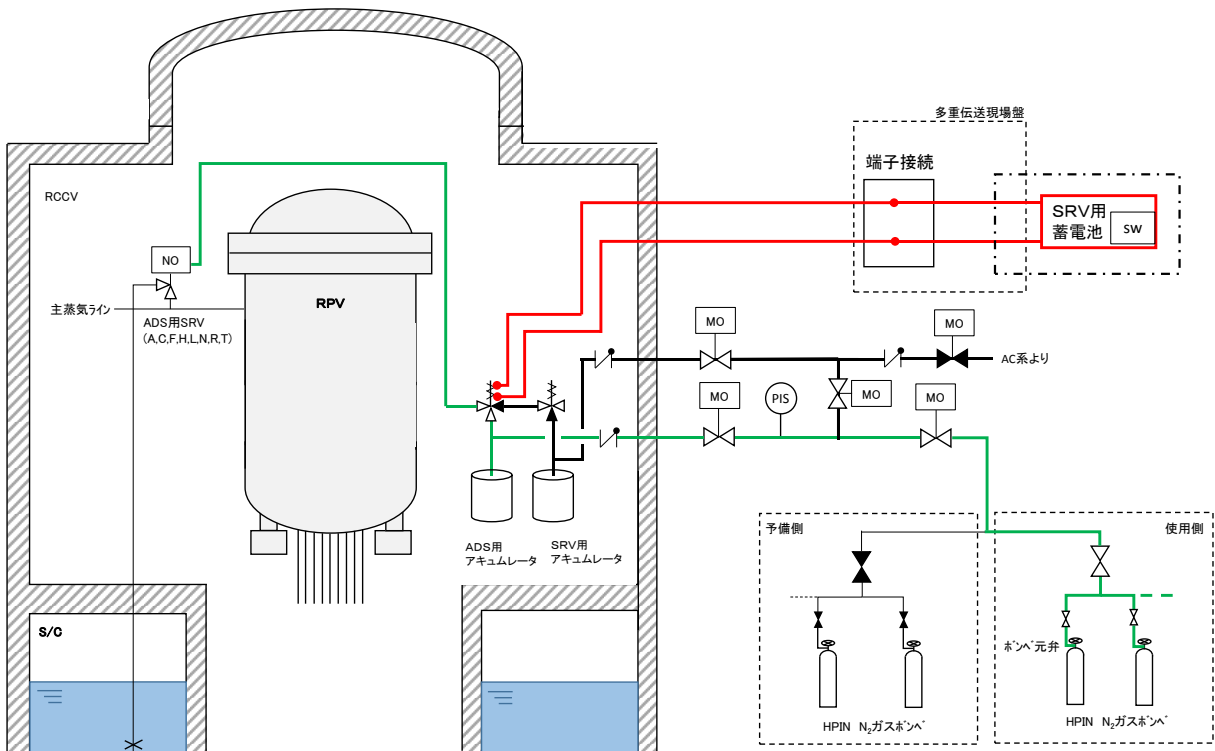 多重伝送現場盤
端子接続
RCCV
SRV用
蓄電池
SW
NO
RPV
主蒸気ライン
ADS用SRV
(A,C,F,H,L,N,R,T)
MO
MO
AC系より
MO
PIS
MO
MO
ADS用
アキュムレータ
SRV用
アキュムレータ
予備側
使用側
S/C
ﾎﾞﾝﾍﾞ元弁
HPIN N₂ガスボンベ
HPIN N₂ガスボンベ